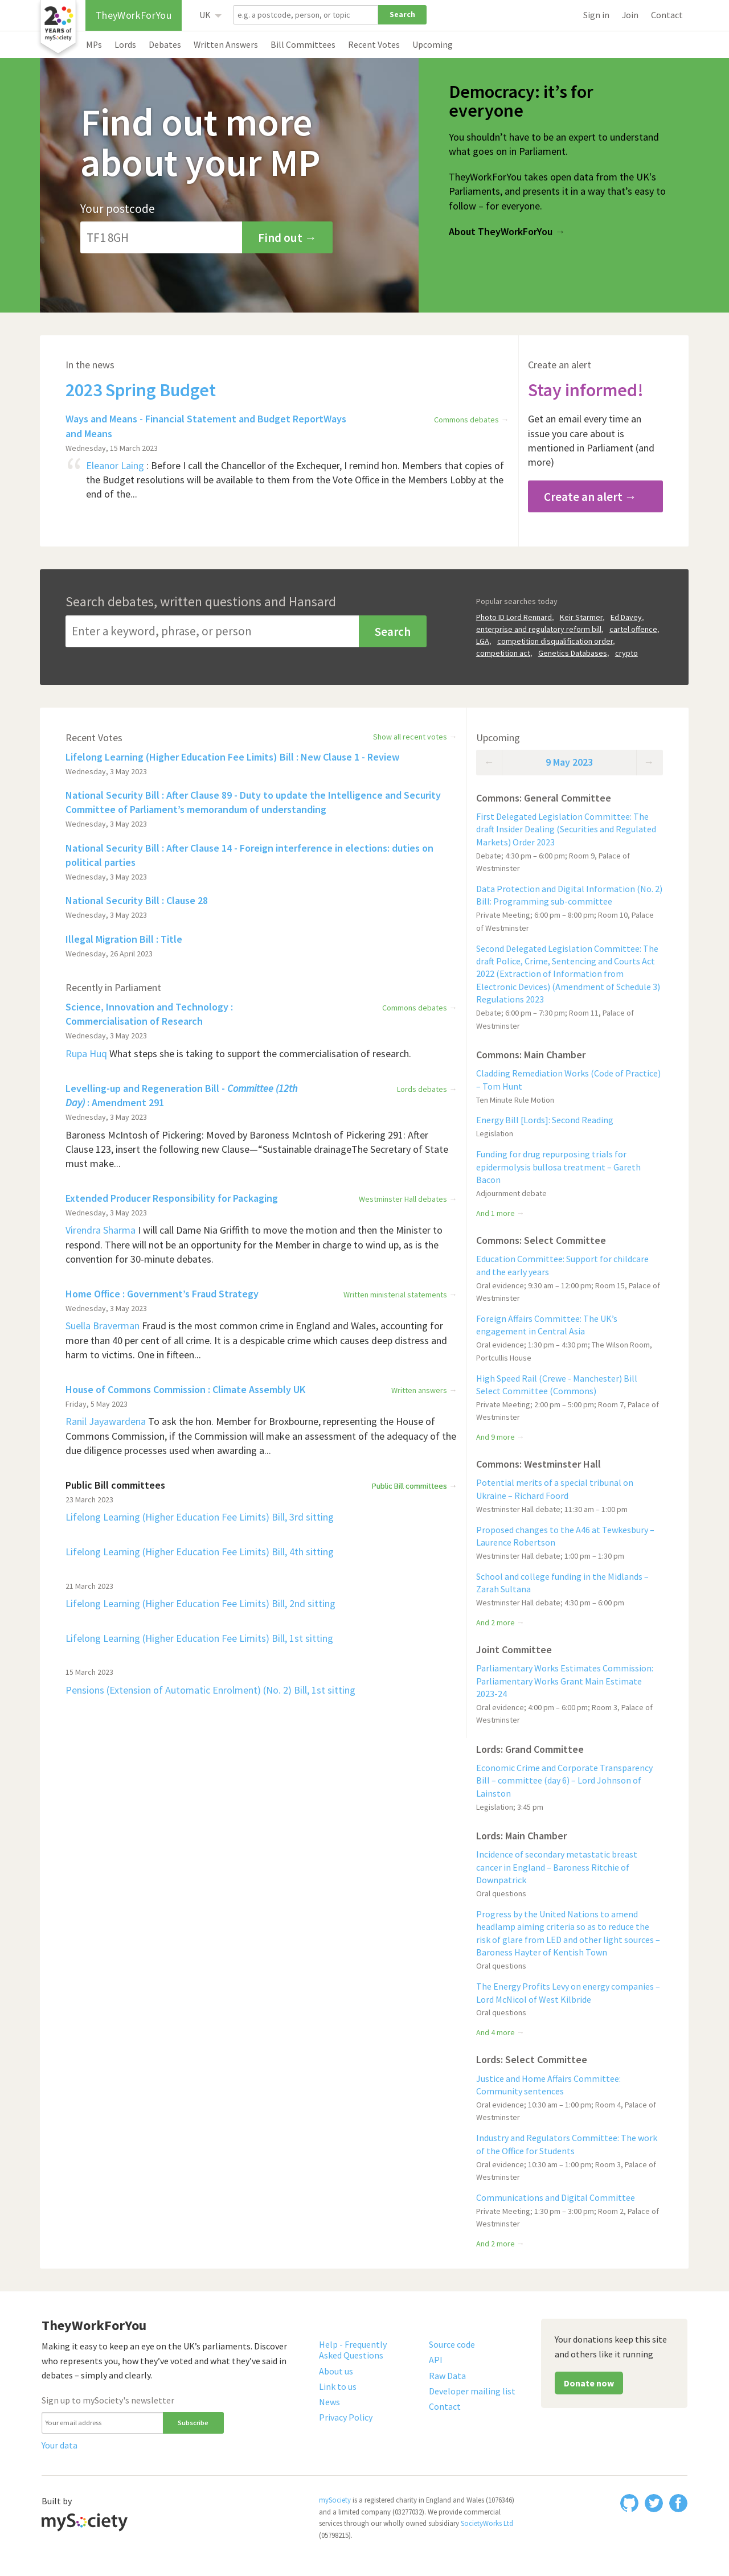 20
YEARS of
mySociety
TheyWorkForYou
UK
e.g. a postcode, person, or topic
Search
Sign in
Join
Contact
MPs
Lords
Debates
Written Answers
Bill Committees
Recent Votes
Upcoming
Find out more
about your MP
Your postcode
TF1 8GH
Find out →
Democracy: it’s for
everyone
You shouldn’t have to be an expert to understand
what goes on in Parliament.
TheyWorkForYou takes open data from the UK's
Parliaments, and presents it in a way that’s easy to
follow – for everyone.
About TheyWorkForYou →
In the news
2023 Spring Budget
Ways and Means - Financial Statement and Budget ReportWays
and Means
Commons debates →
Wednesday, 15 March 2023
“ Eleanor Laing : Before I call the Chancellor of the Exchequer, I remind hon. Members that copies of
the Budget resolutions will be available to them from the Vote Office in the Members Lobby at the
end of the...
Create an alert
Stay informed!
Get an email every time an
issue you care about is
mentioned in Parliament (and
more)
Create an alert →
Search debates, written questions and Hansard
Enter a keyword, phrase, or person
Search
Popular searches today
Photo ID Lord Rennard, Keir Starmer, Ed Davey,
enterprise and regulatory reform bill, cartel offence,
LGA, competition disqualification order,
competition act, Genetics Databases, crypto
Recent Votes
Show all recent votes →
Lifelong Learning (Higher Education Fee Limits) Bill : New Clause 1 - Review
Wednesday, 3 May 2023
National Security Bill : After Clause 89 - Duty to update the Intelligence and Security
Committee of Parliament’s memorandum of understanding
Wednesday, 3 May 2023
National Security Bill : After Clause 14 - Foreign interference in elections: duties on
political parties
Wednesday, 3 May 2023
National Security Bill : Clause 28
Wednesday, 3 May 2023
Illegal Migration Bill : Title
Wednesday, 26 April 2023
Recently in Parliament
Science, Innovation and Technology :
Commercialisation of Research
Commons debates →
Wednesday, 3 May 2023
Rupa Huq What steps she is taking to support the commercialisation of research.
Levelling-up and Regeneration Bill - Committee (12th
Day) : Amendment 291
Lords debates →
Wednesday, 3 May 2023
Baroness McIntosh of Pickering: Moved by Baroness McIntosh of Pickering 291: After
Clause 123, insert the following new Clause—“Sustainable drainageThe Secretary of State
must make...
Extended Producer Responsibility for Packaging
Westminster Hall debates →
Wednesday, 3 May 2023
Virendra Sharma I will call Dame Nia Griffith to move the motion and then the Minister to
respond. There will not be an opportunity for the Member in charge to wind up, as is the
convention for 30-minute debates.
Home Office : Government’s Fraud Strategy
Written ministerial statements →
Wednesday, 3 May 2023
Suella Braverman Fraud is the most common crime in England and Wales, accounting for
more than 40 per cent of all crime. It is a despicable crime which causes deep distress and
harm to victims. One in fifteen...
House of Commons Commission : Climate Assembly UK
Written answers →
Friday, 5 May 2023
Ranil Jayawardena To ask the hon. Member for Broxbourne, representing the House of
Commons Commission, if the Commission will make an assessment of the adequacy of the
due diligence processes used when awarding a...
Public Bill committees
Public Bill committees →
23 March 2023
Lifelong Learning (Higher Education Fee Limits) Bill, 3rd sitting
Lifelong Learning (Higher Education Fee Limits) Bill, 4th sitting
21 March 2023
Lifelong Learning (Higher Education Fee Limits) Bill, 2nd sitting
Lifelong Learning (Higher Education Fee Limits) Bill, 1st sitting
15 March 2023
Pensions (Extension of Automatic Enrolment) (No. 2) Bill, 1st sitting
Upcoming
← 9 May 2023 →
Commons: General Committee
First Delegated Legislation Committee: The
draft Insider Dealing (Securities and Regulated
Markets) Order 2023
Debate; 4:30 pm – 6:00 pm; Room 9, Palace of
Westminster
Data Protection and Digital Information (No. 2)
Bill: Programming sub-committee
Private Meeting; 6:00 pm – 8:00 pm; Room 10, Palace
of Westminster
Second Delegated Legislation Committee: The
draft Police, Crime, Sentencing and Courts Act
2022 (Extraction of Information from
Electronic Devices) (Amendment of Schedule 3)
Regulations 2023
Debate; 6:00 pm – 7:30 pm; Room 11, Palace of
Westminster
Commons: Main Chamber
Cladding Remediation Works (Code of Practice)
– Tom Hunt
Ten Minute Rule Motion
Energy Bill [Lords]: Second Reading
Legislation
Funding for drug repurposing trials for
epidermolysis bullosa treatment – Gareth
Bacon
Adjournment debate
And 1 more →
Commons: Select Committee
Education Committee: Support for childcare
and the early years
Oral evidence; 9:30 am – 12:00 pm; Room 15, Palace of
Westminster
Foreign Affairs Committee: The UK’s
engagement in Central Asia
Oral evidence; 1:30 pm – 4:30 pm; The Wilson Room,
Portcullis House
High Speed Rail (Crewe - Manchester) Bill
Select Committee (Commons)
Private Meeting; 2:00 pm – 5:00 pm; Room 7, Palace of
Westminster
And 9 more →
Commons: Westminster Hall
Potential merits of a special tribunal on
Ukraine – Richard Foord
Westminster Hall debate; 11:30 am – 1:00 pm
Proposed changes to the A46 at Tewkesbury –
Laurence Robertson
Westminster Hall debate; 1:00 pm – 1:30 pm
School and college funding in the Midlands –
Zarah Sultana
Westminster Hall debate; 4:30 pm – 6:00 pm
And 2 more →
Joint Committee
Parliamentary Works Estimates Commission:
Parliamentary Works Grant Main Estimate
2023-24
Oral evidence; 4:00 pm – 6:00 pm; Room 3, Palace of
Westminster
Lords: Grand Committee
Economic Crime and Corporate Transparency
Bill – committee (day 6) – Lord Johnson of
Lainston
Legislation; 3:45 pm
Lords: Main Chamber
Incidence of secondary metastatic breast
cancer in England – Baroness Ritchie of
Downpatrick
Oral questions
Progress by the United Nations to amend
headlamp aiming criteria so as to reduce the
risk of glare from LED and other light sources –
Baroness Hayter of Kentish Town
Oral questions
The Energy Profits Levy on energy companies –
Lord McNicol of West Kilbride
Oral questions
And 4 more →
Lords: Select Committee
Justice and Home Affairs Committee:
Community sentences
Oral evidence; 10:30 am – 1:00 pm; Room 4, Palace of
Westminster
Industry and Regulators Committee: The work
of the Office for Students
Oral evidence; 10:30 am – 1:00 pm; Room 3, Palace of
Westminster
Communications and Digital Committee
Private Meeting; 1:30 pm – 3:00 pm; Room 2, Palace of
Westminster
And 2 more →
TheyWorkForYou
Making it easy to keep an eye on the UK’s parliaments. Discover
who represents you, how they’ve voted and what they’ve said in
debates – simply and clearly.
Sign up to mySociety's newsletter
Your email address
Subscribe
Your data
Help - Frequently
Asked Questions
About us
Link to us
News
Privacy Policy
Source code
API
Raw Data
Developer mailing list
Contact
Your donations keep this site
and others like it running
Donate now
Built by
mySociety
mySociety is a registered charity in England and Wales (1076346)
and a limited company (03277032). We provide commercial
services through our wholly owned subsidiary SocietyWorks Ltd
(05798215).